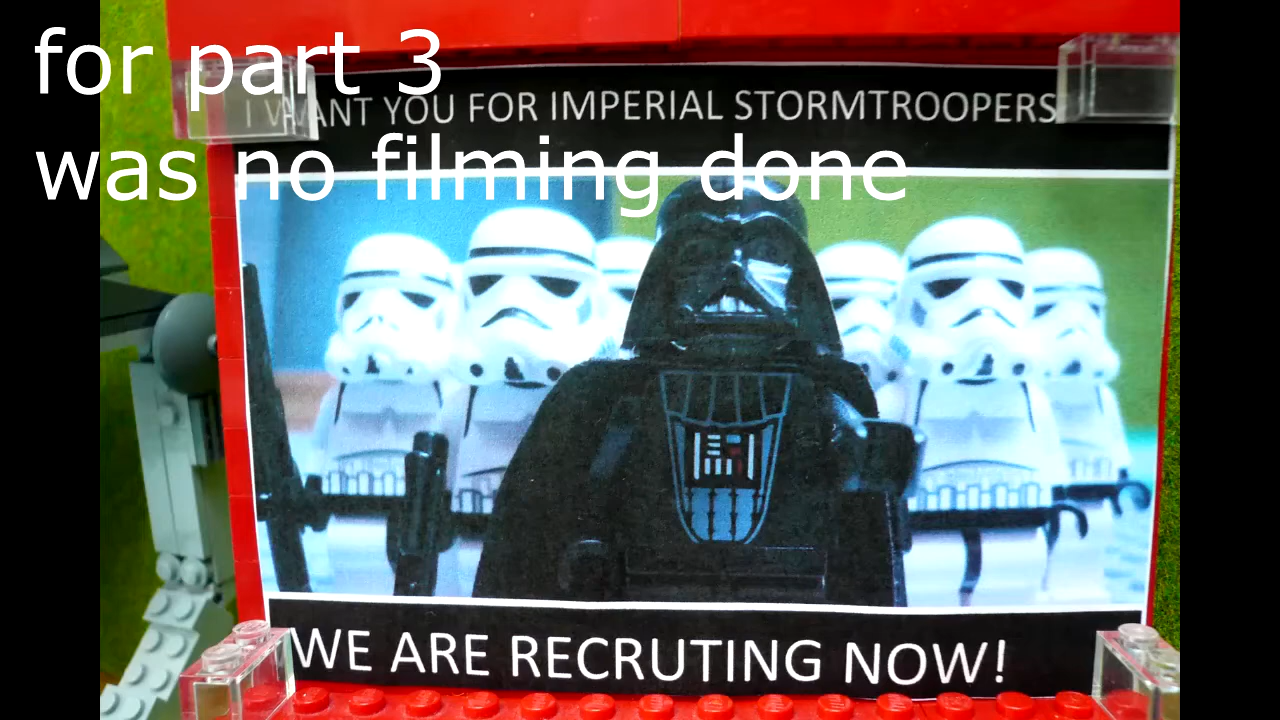 for part 3
I WANT YOU FOR IMPERIAL STORMTROOPERS
was no filming done
WE ARE RECRUTING NOW!